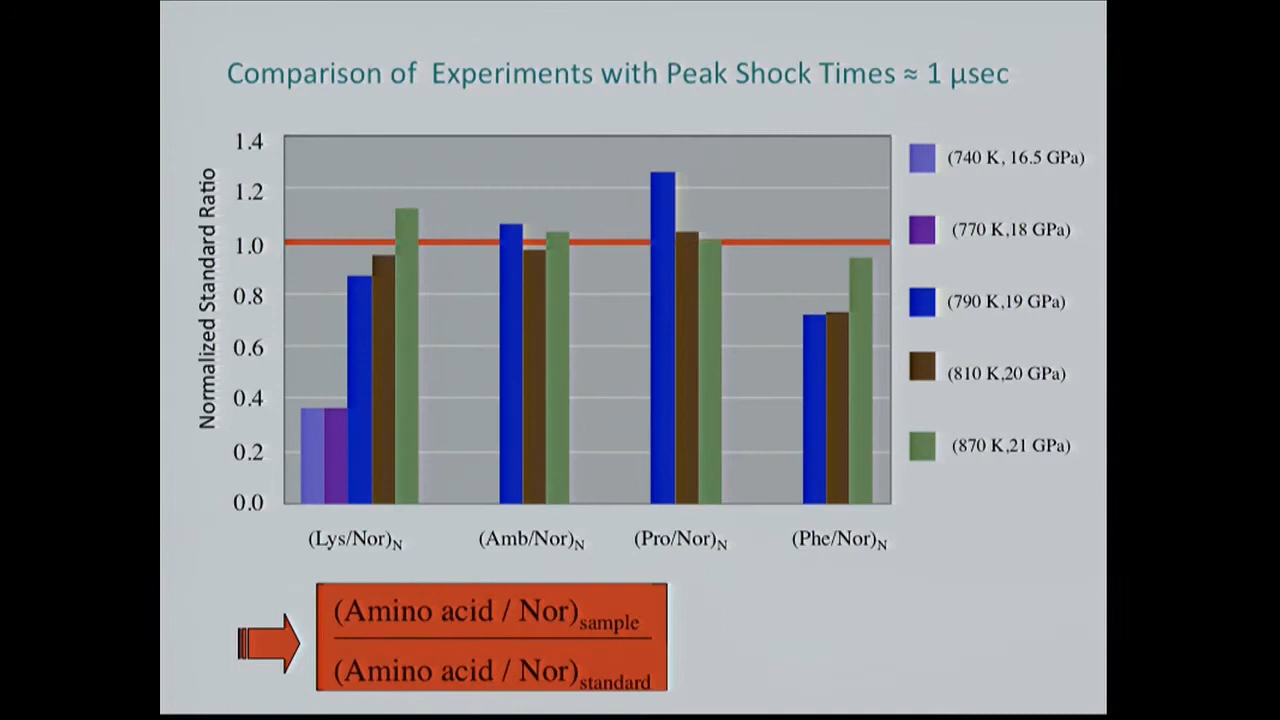 Comparison of Experiments with Peak Shock Times ≈ 1 μsec
Normalized Standard Ratio
1.4
1.2
1.0
0.8
0.6
0.4
0.2
0.0
(Lys/Nor)N
(Amb/Nor)N
(Pro/Nor)N
(Phe/Nor)N
(740 K, 16.5 GPa)
(770 K,18 GPa)
(790 K,19 GPa)
(810 K,20 GPa)
(870 K,21 GPa)
(Amino acid / Nor)sample
(Amino acid / Nor)standard